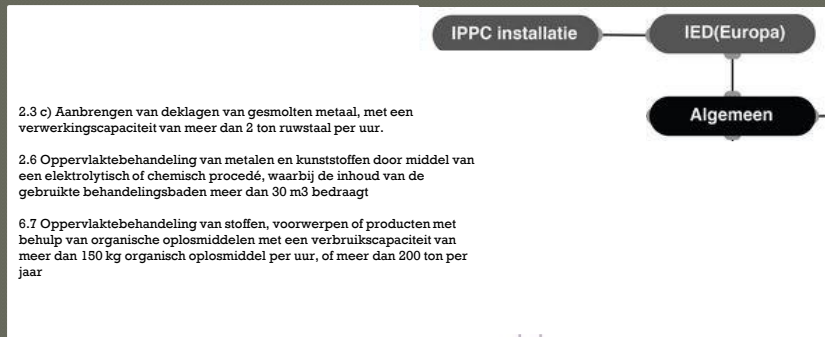 IPPC installatie
IED(Europa)
Algemeen
2.3 c) Aanbrengen van deklagen van gesmolten metaal, met een
verwerkingscapaciteit van meer dan 2 ton ruwstaal per uur.
2.6 Oppervlaktebehandeling van metalen en kunststoffen door middel van
een elektrolytisch of chemisch procedé, waarbij de inhoud van de
gebruikte behandelingsbaden meer dan 30 m3 bedraagt
6.7 Oppervlaktebehandeling van stoffen, voorwerpen of producten met
behulp van organische oplosmiddelen met een verbruikscapaciteit van
meer dan 150 kg organisch oplosmiddel per uur, of meer dan 200 ton per
jaar